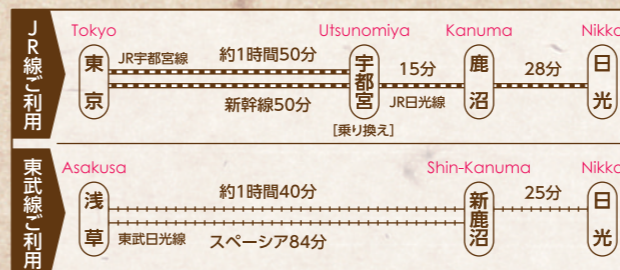 JR線ご利用
Tokyo
Utsunomiya
Kanuma
Nikko
東京
JR宇都宮線
約1時間50分
新幹線50分
宇都宮
[乗り換え]
15分
JR日光線
鹿沼
28分
日光
東武線ご利用
Asakusa
Shin-Kanuma
Nikko
浅草
約1時間40分
東武日光線
スペーシア84分
新鹿沼
25分
日光